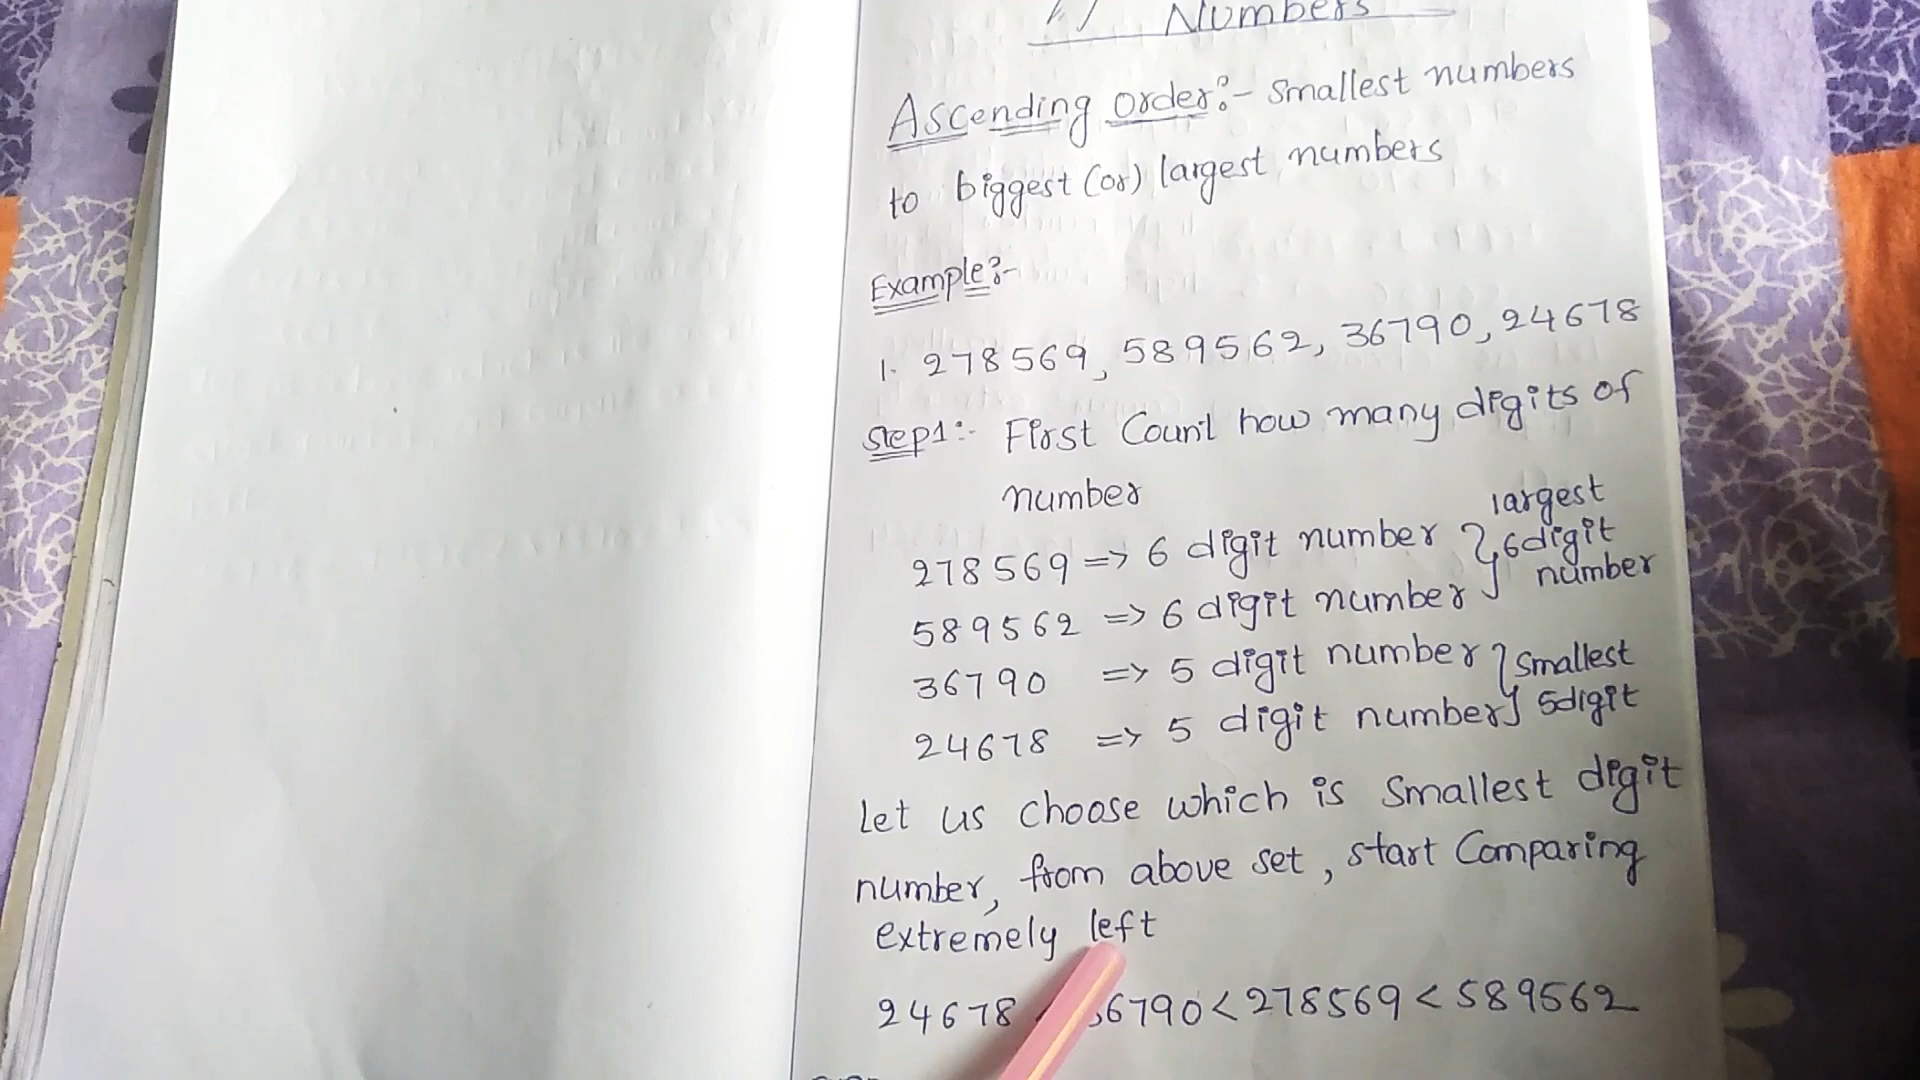 Numbers
Ascending order:- smallest numbers
to biggest (or) largest numbers
Example:-
1. 278569, 589562, 36790, 24678
Step1:- First Count how many digits of
number
278569 => 6 digit number } largest 6digit number
589562 => 6 digit number
36790 => 5 digit number } smallest 5digit
24678 => 5 digit number
Let us choose which is smallest digit
number, from above set, start Comparing
extremely left
24678 6790 < 278569 < 589562